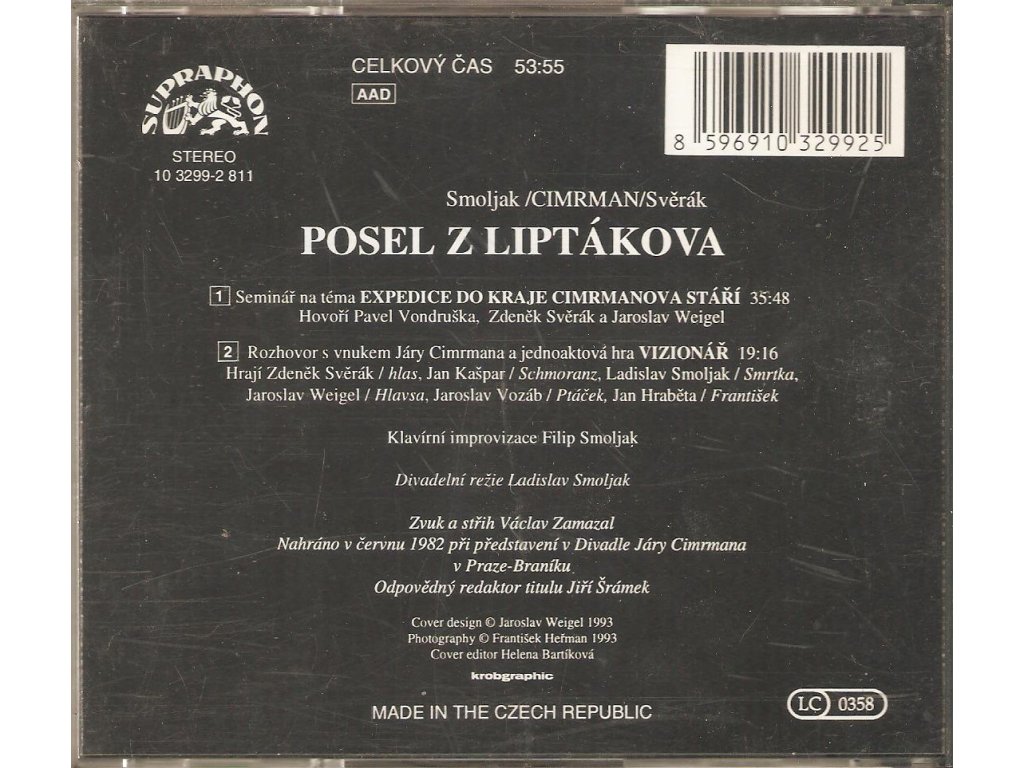 SUPRAPHON
STEREO
10 3299-2 811
CELKOVÝ ČAS 53:55
AAD
8 596910 329925
Smoljak /CIMRMAN/Svěrák
POSEL Z LIPTÁKOVA
1 Seminář na téma EXPEDICE DO KRAJE CIMRMANOVA STÁŘÍ 35:48
Hovoří Pavel Vondruška, Zdeněk Svěrák a Jaroslav Weigel
2 Rozhovor s vnukem Járy Cimrmana a jednoaktová hra VIZIONÁŘ 19:16
Hrají Zdeněk Svěrák / hlas, Jan Kašpar / Schmoranz, Ladislav Smoljak / Smrtka,
Jaroslav Weigel / Hlavsa, Jaroslav Vozáb / Ptáček, Jan Hraběta / František
Klavírní improvizace Filip Smoljak
Divadelní režie Ladislav Smoljak
Zvuk a střih Václav Zamazal
Nahráno v červnu 1982 při představení v Divadle Járy Cimrmana
v Praze-Braníku
Odpovědný redaktor titulu Jiří Šrámek
Cover design © Jaroslav Weigel 1993
Photography © František Heřman 1993
Cover editor Helena Bartíková
krobgraphic
MADE IN THE CZECH REPUBLIC
LC 0358